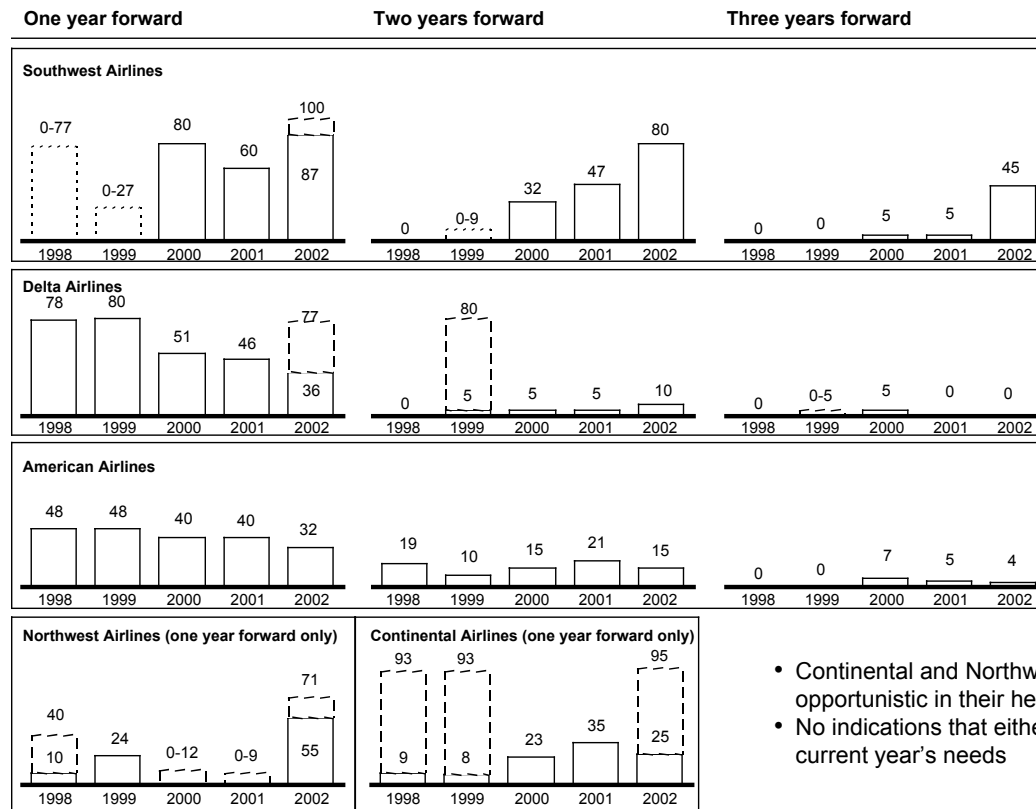 One year forward Two years forward Three years forward
Southwest Airlines
0-77 0-27 80 60 100 87
1998 1999 2000 2001 2002
0 0-9 32 47 80
1998 1999 2000 2001 2002
0 0 5 5 45
1998 1999 2000 2001 2002
Delta Airlines
78 80 51 46 77 36
1998 1999 2000 2001 2002
0 80 5 5 5 10
1998 1999 2000 2001 2002
0 0-5 5 0 0
1998 1999 2000 2001 2002
American Airlines
48 48 40 40 32
1998 1999 2000 2001 2002
19 10 15 21 15
1998 1999 2000 2001 2002
0 0 7 5 4
1998 1999 2000 2001 2002
Northwest Airlines (one year forward only)
40 10 24 0-12 0-9 71 55
1998 1999 2000 2001 2002
Continental Airlines (one year forward only)
93 9 93 8 23 35 95 25
1998 1999 2000 2001 2002
• Continental and
opportunistic in their
• No indications that
current year’s needs